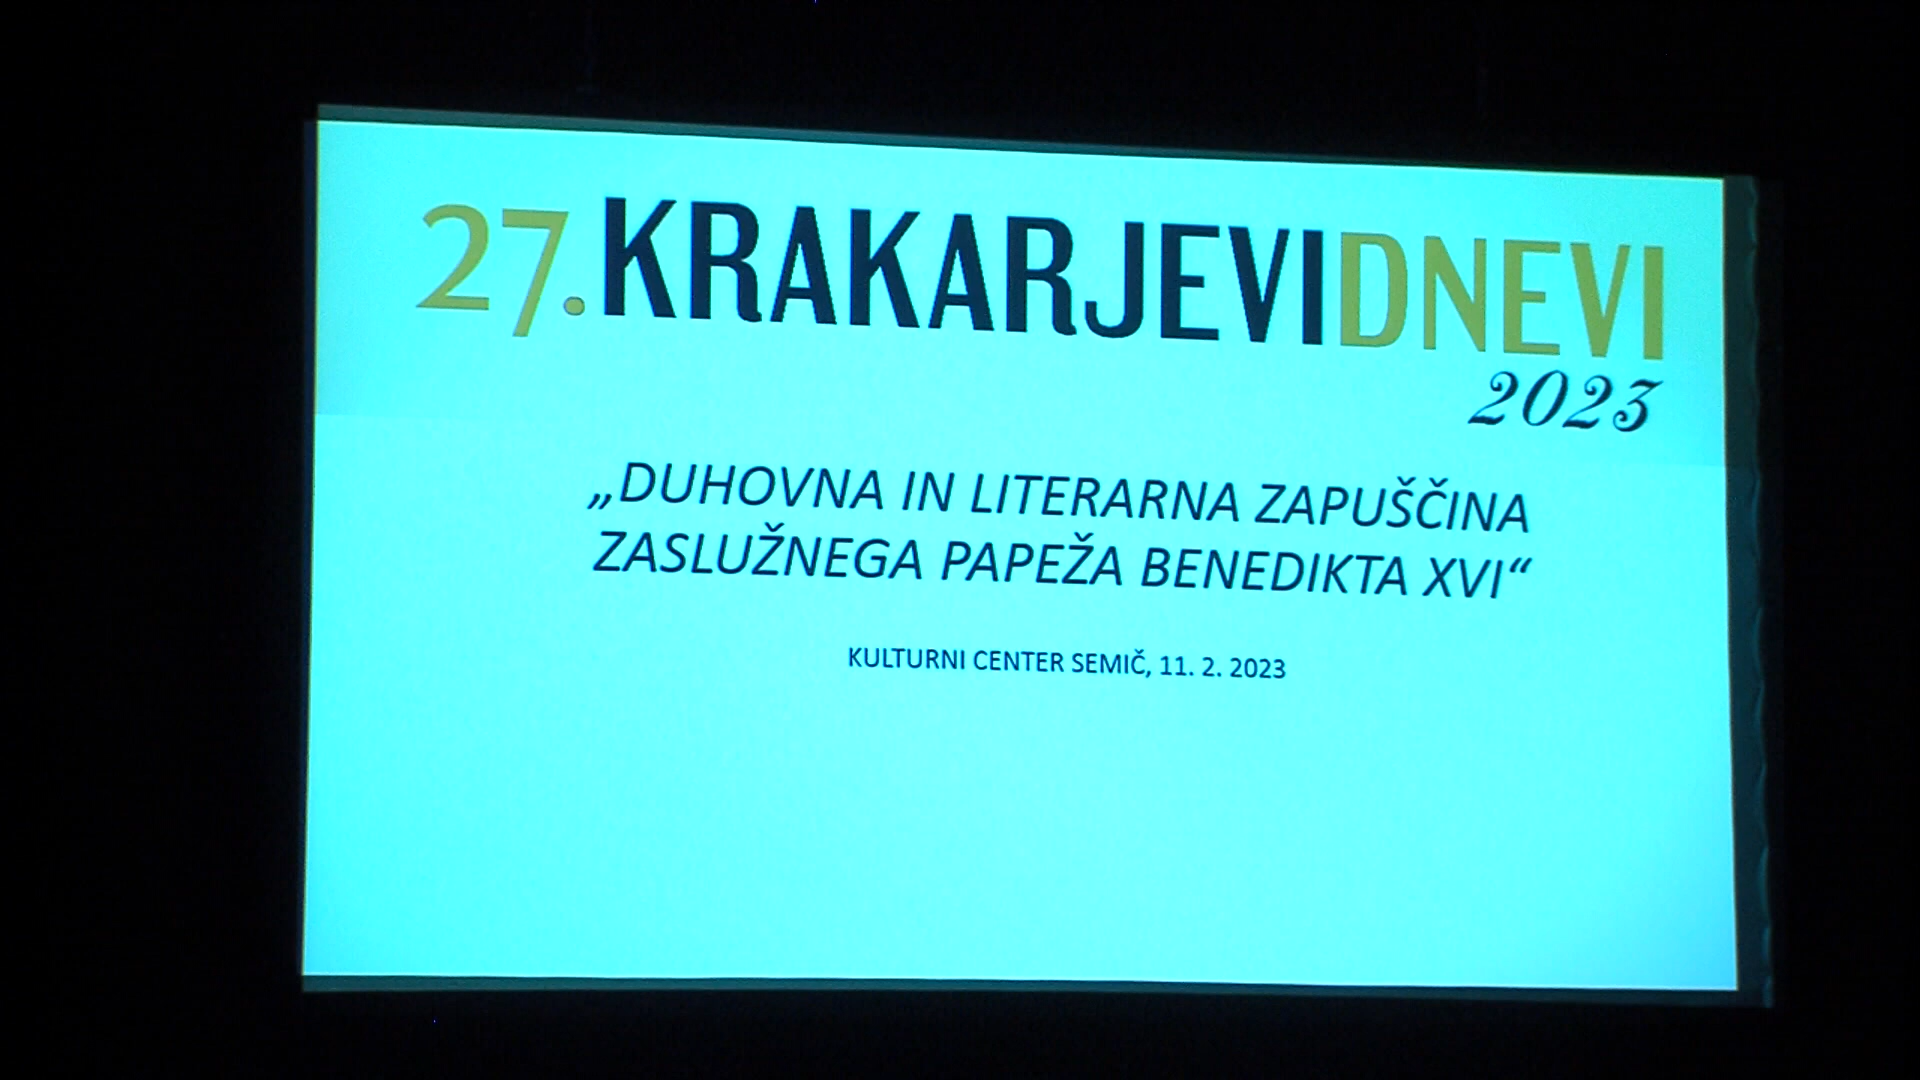 27. KRAKARJEVIDNEVI
2023
„DUHOVNA IN LITERARNA ZAPUŠČINA
ZASLUŽNEGA PAPEŽA BENEDIKTA XVI“
KULTURNI CENTER SEMIČ, 11. 2. 2023